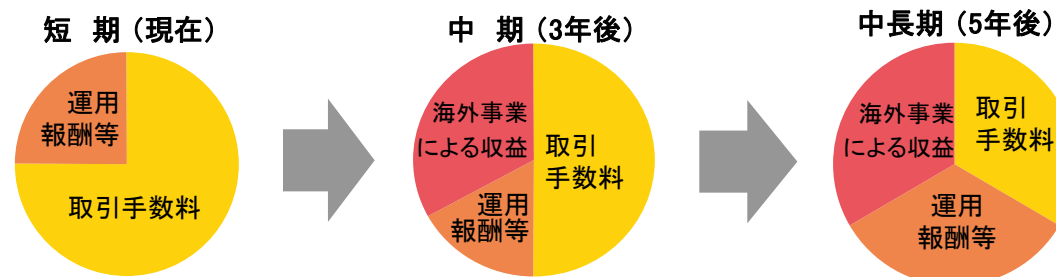 短 期（現在）
運用
報酬等
取引手数料
中 期（3年後）
海外事業
による収益
取引
手数料
運用
報酬等
中長期（5年後）
海外事業
による収益
取引
手数料
運用
報酬等